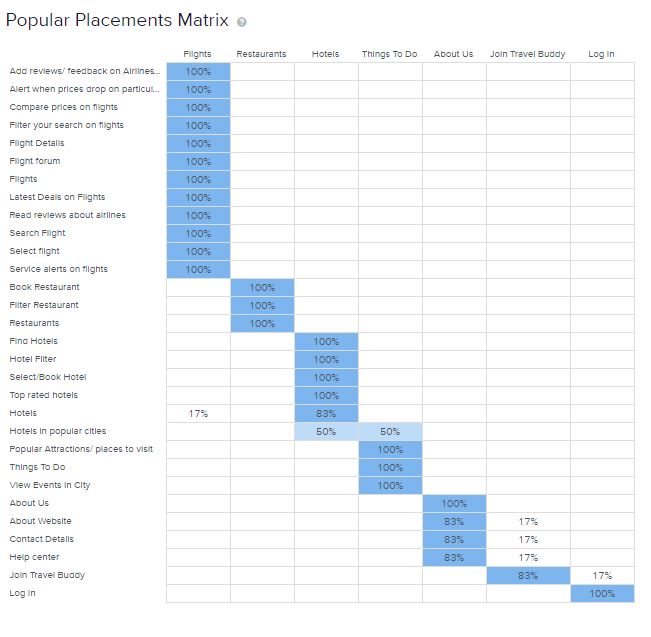 Popular Placements Matrix ?
Flights Restaurants Hotels Things To Do About Us Join Travel Buddy Log In
Add reviews/ feedback on Airlines... 100%
Alert when prices drop on particul... 100%
Compare prices on flights 100%
Filter your search on flights 100%
Flight Details 100%
Flight forum 100%
Flights 100%
Latest Deals on Flights 100%
Read reviews about airlines 100%
Search Flight 100%
Select flight 100%
Service alerts on flights 100%
Book Restaurant 100%
Filter Restaurant 100%
Restaurants 100%
Find Hotels 100%
Hotel Filter 100%
Select/Book Hotel 100%
Top rated hotels 100%
Hotels 17% 83%
Hotels in popular cities 50% 50%
Popular Attractions/ places to visit 100%
Things To Do 100%
View Events in City 100%
About Us 100%
About Website 83% 17%
Contact Details 83% 17%
Help center 83% 17%
Join Travel Buddy 83% 17%
Log In 100%